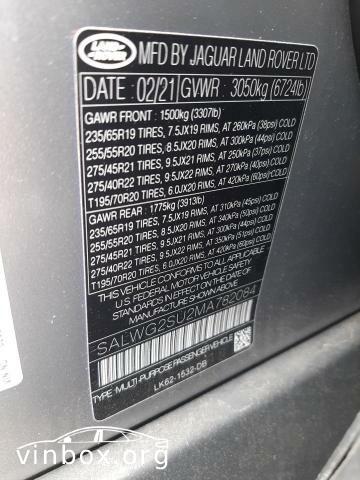 LAND ROVER
MFD BY JAGUAR LAND ROVER LTD
DATE: 02/21 GVWR : 3050kg (6724lb)
GAWR FRONT : 1500kg (3307lb)
235/65R19 TIRES, 7.5JX19 RIMS, AT 260kPa (38psi) COLD
255/55R20 TIRES, 8.5JX20 RIMS, AT 300kPa (44psi) COLD
275/45R21 TIRES, 9.5JX21 RIMS, AT 250kPa (37psi) COLD
275/40R22 TIRES, 9.5JX22 RIMS, AT 270kPa (40psi) COLD
T195/70R20 TIRES, 6.0JX20 RIMS, AT 420kPa (60psi) COLD
GAWR REAR : 1775kg (3913lb)
235/65R19 TIRES, 7.5JX19 RIMS, AT 310kPa (45psi) COLD
255/55R20 TIRES, 8.5JX20 RIMS, AT 340kPa (50psi) COLD
275/45R21 TIRES, 9.5JX21 RIMS, AT 300kPa (44psi) COLD
275/40R22 TIRES, 9.5JX22 RIMS, AT 350kPa (51psi) COLD
T195/70R20 TIRES, 6.0JX20 RIMS, AT 420kPa (60psi) COLD
THIS VEHICLE CONFORMS TO ALL APPLICABLE
U.S. FEDERAL MOTOR VEHICLE SAFETY AND THEFT
PREVENTION STANDARDS IN EFFECT ON THE DATE
OF MANUFACTURE SHOWN ABOVE
SALWG2SU2MA782084
TYPE: MULTI-PURPOSE PASSENGER VEHICLE
LK62-1532-DB
vinbox.org